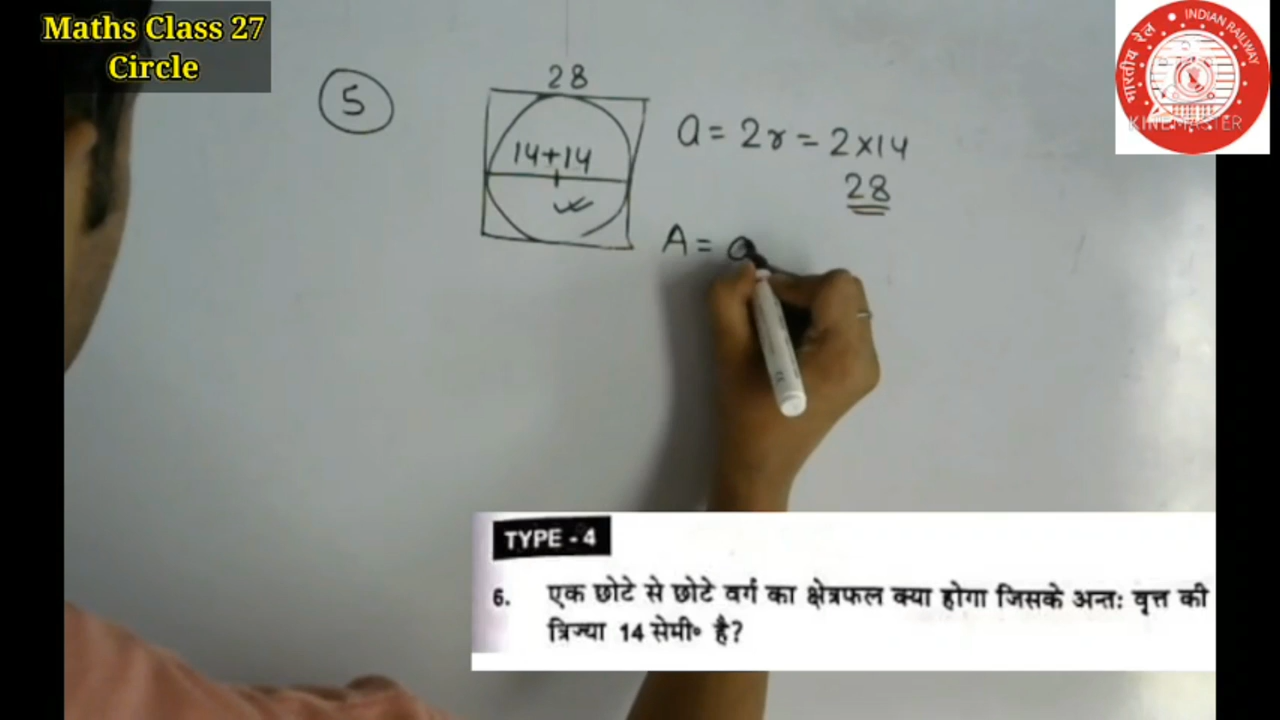 Maths Class 27
Circle
INDIAN RAILWAY
भारतीय रेल
KINEMASTER
5
28
14+14
a = 2r = 2×14
28
A = a
TYPE - 4
6. एक छोटे से छोटे वर्ग का क्षेत्रफल क्या होगा जिसके अन्तः वृत्त की
त्रिज्या 14 सेमी॰ है?